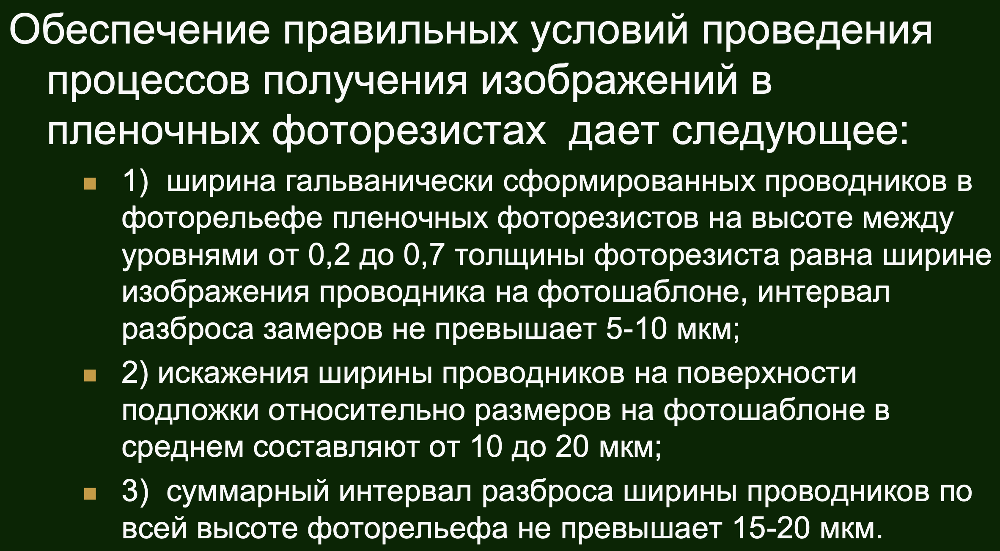 Обеспечение правильных условий проведения
процессов получения изображений в
пленочных фоторезистах  дает следующее:
■ 1)  ширина гальванически сформированных проводников в
фоторельефе пленочных фоторезистов на высоте между
уровнями от 0,2 до 0,7 толщины фоторезиста равна ширине
изображения проводника на фотошаблоне, интервал
разброса замеров не превышает 5-10 мкм;
■ 2) искажения ширины проводников на поверхности
подложки относительно размеров на фотошаблоне в
среднем составляют от 10 до 20 мкм;
■ 3)  суммарный интервал разброса ширины проводников по
всей высоте фоторельефа не превышает 15-20 мкм.